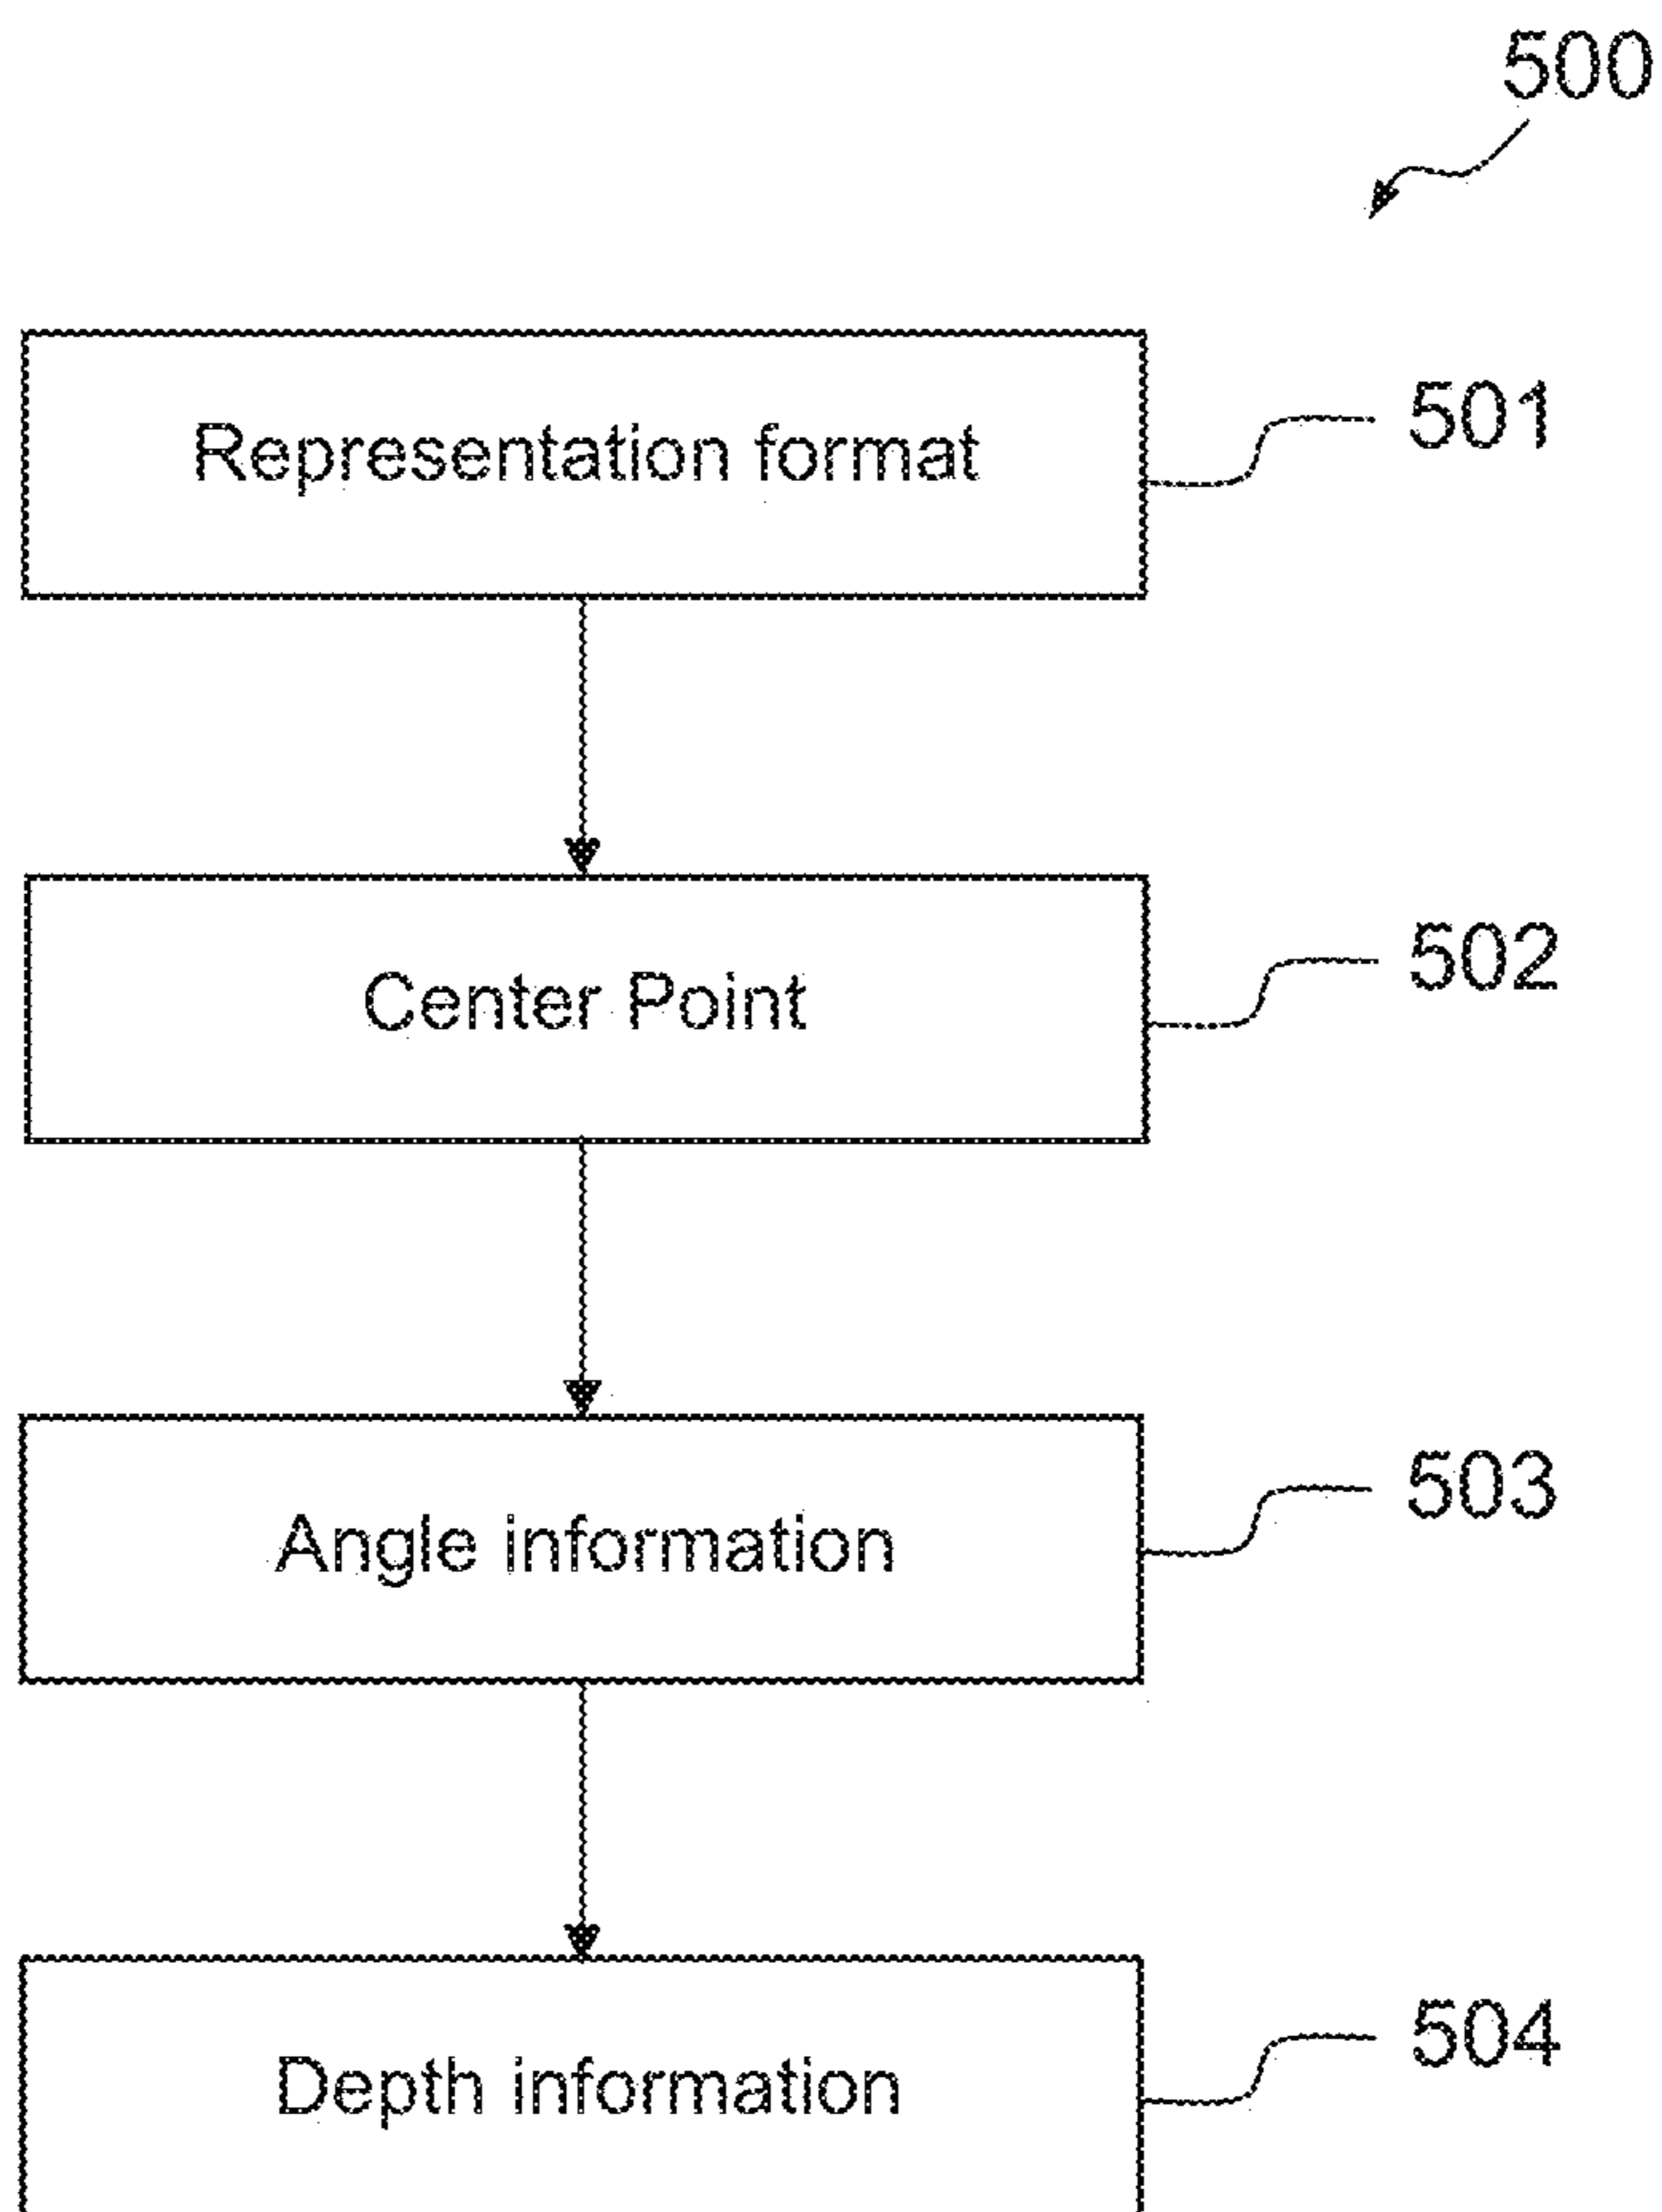 500
Representation format
501
Center Point
502
Angle information
503
Depth information
504